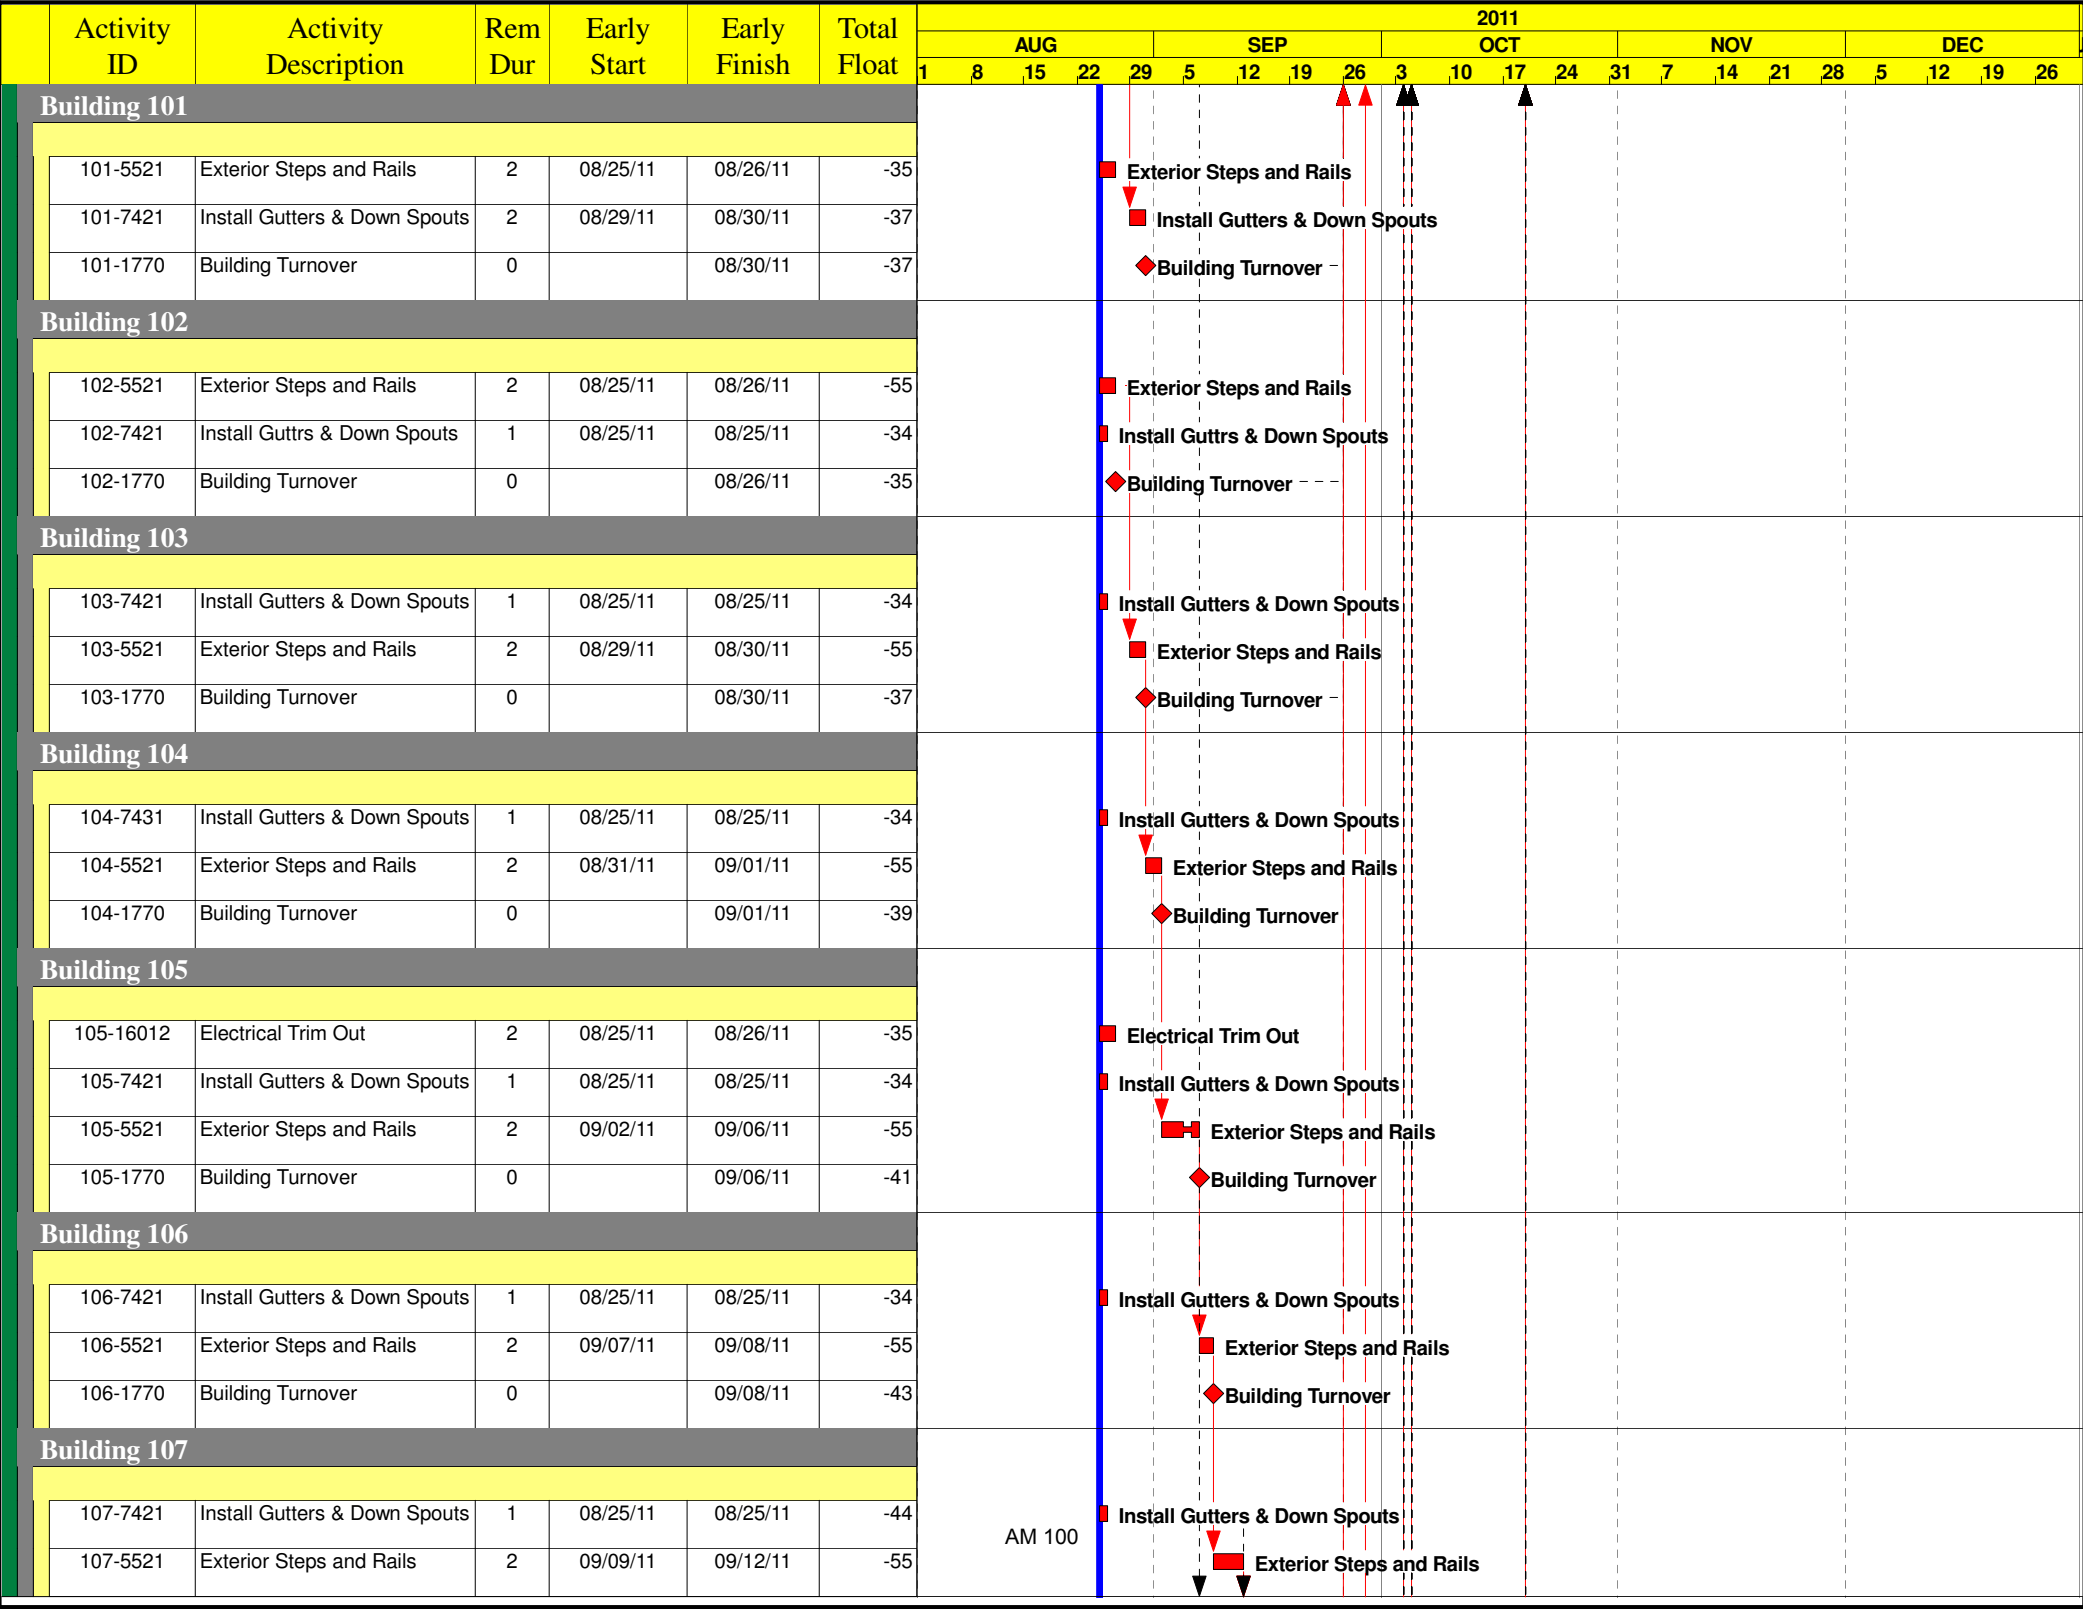 Activity ID Activity Description Rem Dur Early Start Early Finish Total Float
2011
AUG SEP OCT NOV DEC
1 8 15 22 29 5 12 19 26 3 10 17 24 31 7 14 21 28 5 12 19 26
Building 101
101-5521 Exterior Steps and Rails 2 08/25/11 08/26/11 -35 Exterior Steps and Rails
101-7421 Install Gutters & Down Spouts 2 08/29/11 08/30/11 -37 Install Gutters & Down Spouts
101-1770 Building Turnover 0 08/30/11 -37 Building Turnover
Building 102
102-5521 Exterior Steps and Rails 2 08/25/11 08/26/11 -55 Exterior Steps and Rails
102-7421 Install Guttrs & Down Spouts 1 08/25/11 08/25/11 -34 Install Guttrs & Down Spouts
102-1770 Building Turnover 0 08/26/11 -35 Building Turnover
Building 103
103-7421 Install Gutters & Down Spouts 1 08/25/11 08/25/11 -34 Install Gutters & Down Spouts
103-5521 Exterior Steps and Rails 2 08/29/11 08/30/11 -55 Exterior Steps and Rails
103-1770 Building Turnover 0 08/30/11 -37 Building Turnover
Building 104
104-7431 Install Gutters & Down Spouts 1 08/25/11 08/25/11 -34 Install Gutters & Down Spouts
104-5521 Exterior Steps and Rails 2 08/31/11 09/01/11 -55 Exterior Steps and Rails
104-1770 Building Turnover 0 09/01/11 -39 Building Turnover
Building 105
105-16012 Electrical Trim Out 2 08/25/11 08/26/11 -35 Electrical Trim Out
105-7421 Install Gutters & Down Spouts 1 08/25/11 08/25/11 -34 Install Gutters & Down Spouts
105-5521 Exterior Steps and Rails 2 09/02/11 09/06/11 -55 Exterior Steps and Rails
105-1770 Building Turnover 0 09/06/11 -41 Building Turnover
Building 106
106-7421 Install Gutters & Down Spouts 1 08/25/11 08/25/11 -34 Install Gutters & Down Spouts
106-5521 Exterior Steps and Rails 2 09/07/11 09/08/11 -55 Exterior Steps and Rails
106-1770 Building Turnover 0 09/08/11 -43 Building Turnover
Building 107
107-7421 Install Gutters & Down Spouts 1 08/25/11 08/25/11 -44 Install Gutters & Down Spouts
AM 100
107-5521 Exterior Steps and Rails 2 09/09/11 09/12/11 -55 Exterior Steps and Rails